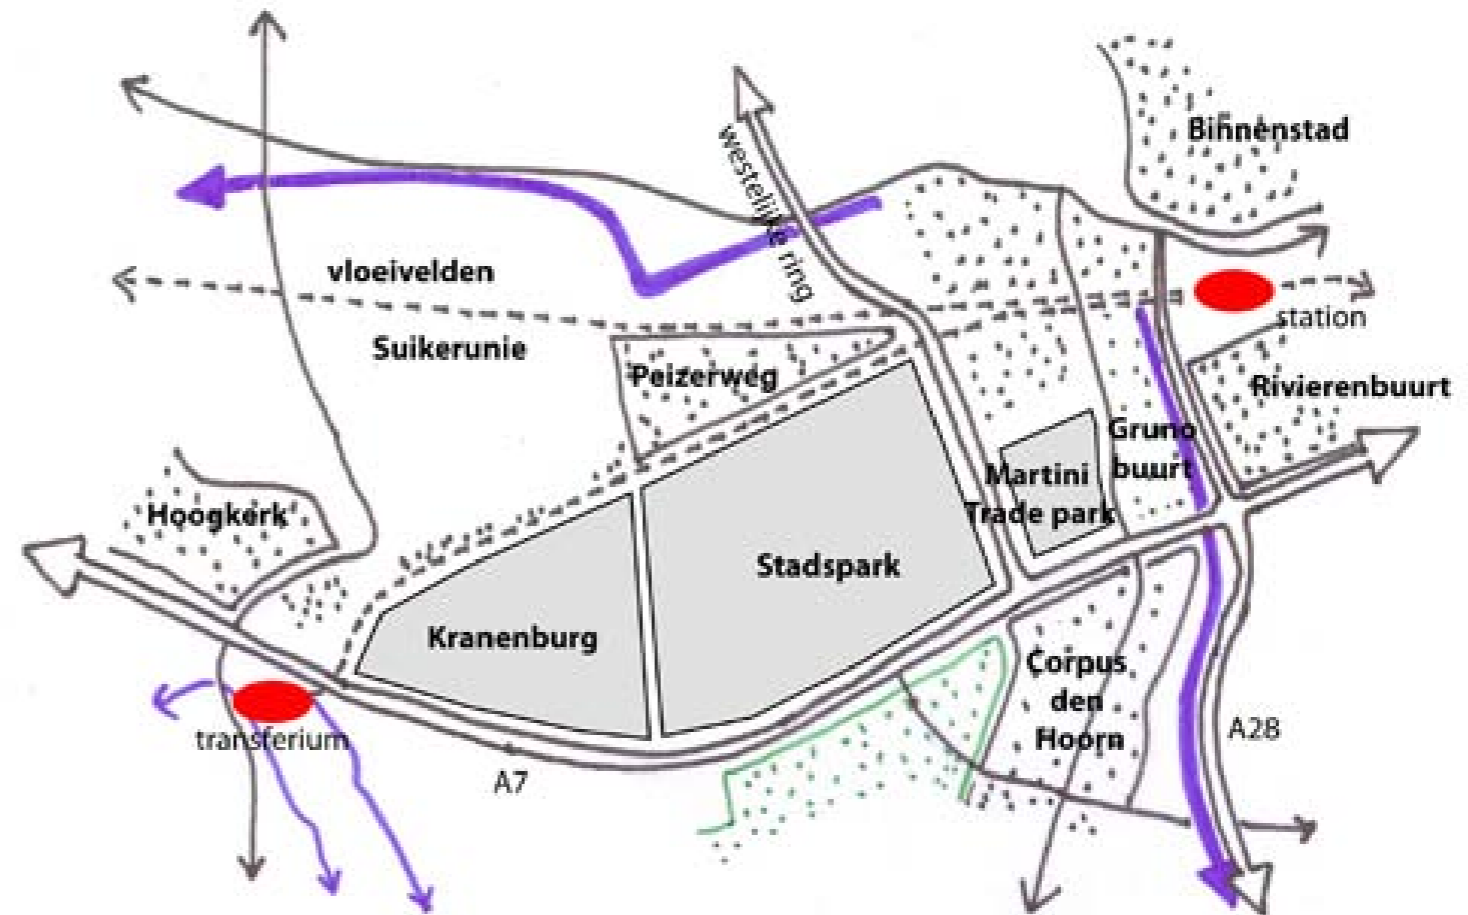 Binnenstad
westelijke ring
vloeivelden
station
Suikerunie
Peizerweg
Rivierenbuurt
Gruno
buurt
Martini
Trade park
Hoogkerk
Stadspark
Kranenburg
Corpus
den
Hoorn
transferium
A28
A7